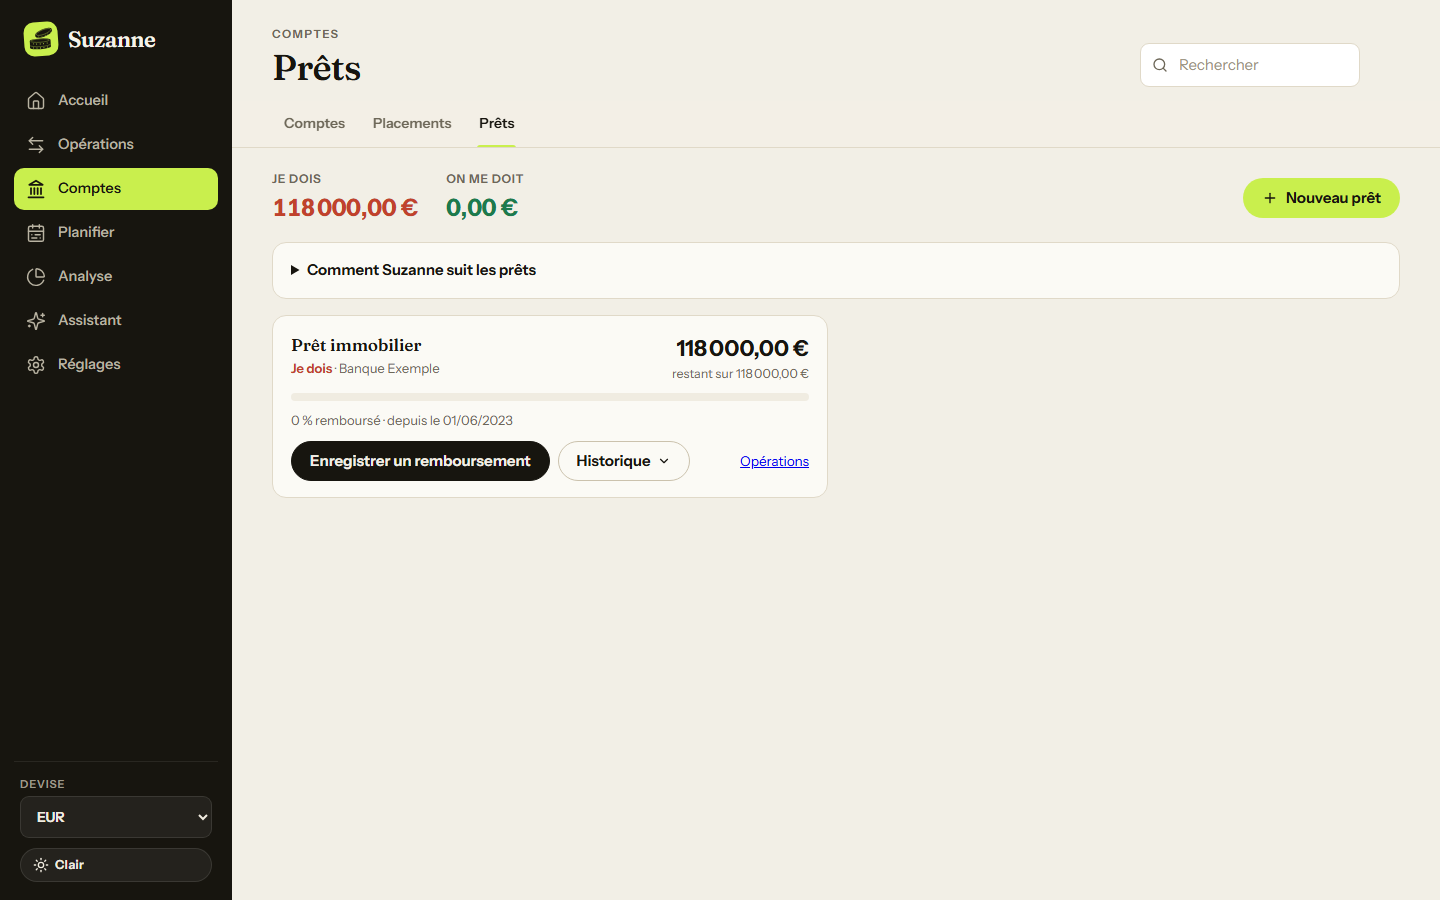 Suzanne
Accueil
Opérations
Comptes
Planifier
Analyse
Assistant
Réglages
DEVISE
EUR
Clair
COMPTES
Prêts
Rechercher
Comptes
Placements
Prêts
JE DOIS
118 000,00 €
ON ME DOIT
0,00 €
Nouveau prêt
Comment Suzanne suit les prêts
Prêt immobilier
118 000,00 €
Je dois · Banque Exemple
restant sur 118 000,00 €
0 % remboursé · depuis le 01/06/2023
Enregistrer un remboursement
Historique
Opérations